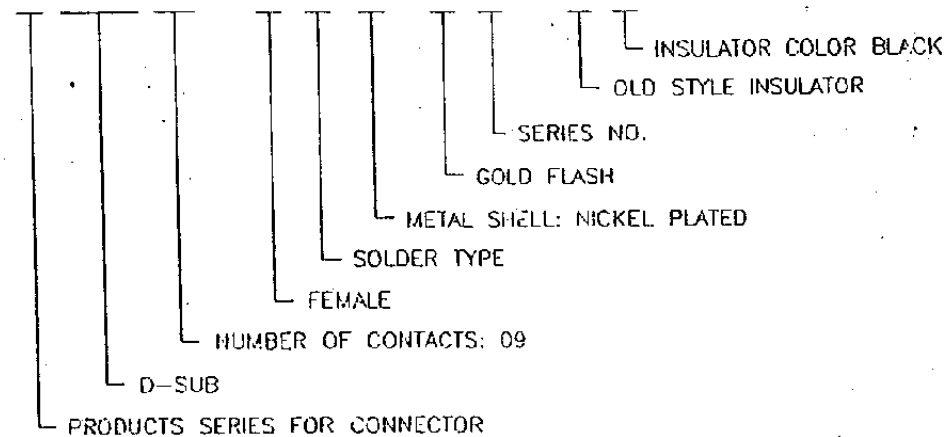 INSULATOR COLOR BLACK
OLD STYLE INSULATOR
SERIES NO.
GOLD FLASH
METAL SHELL: NICKEL PLATED
SOLDER TYPE
FEMALE
NUMBER OF CONTACTS: 09
D-SUB
PRODUCTS SERIES FOR CONNECTOR